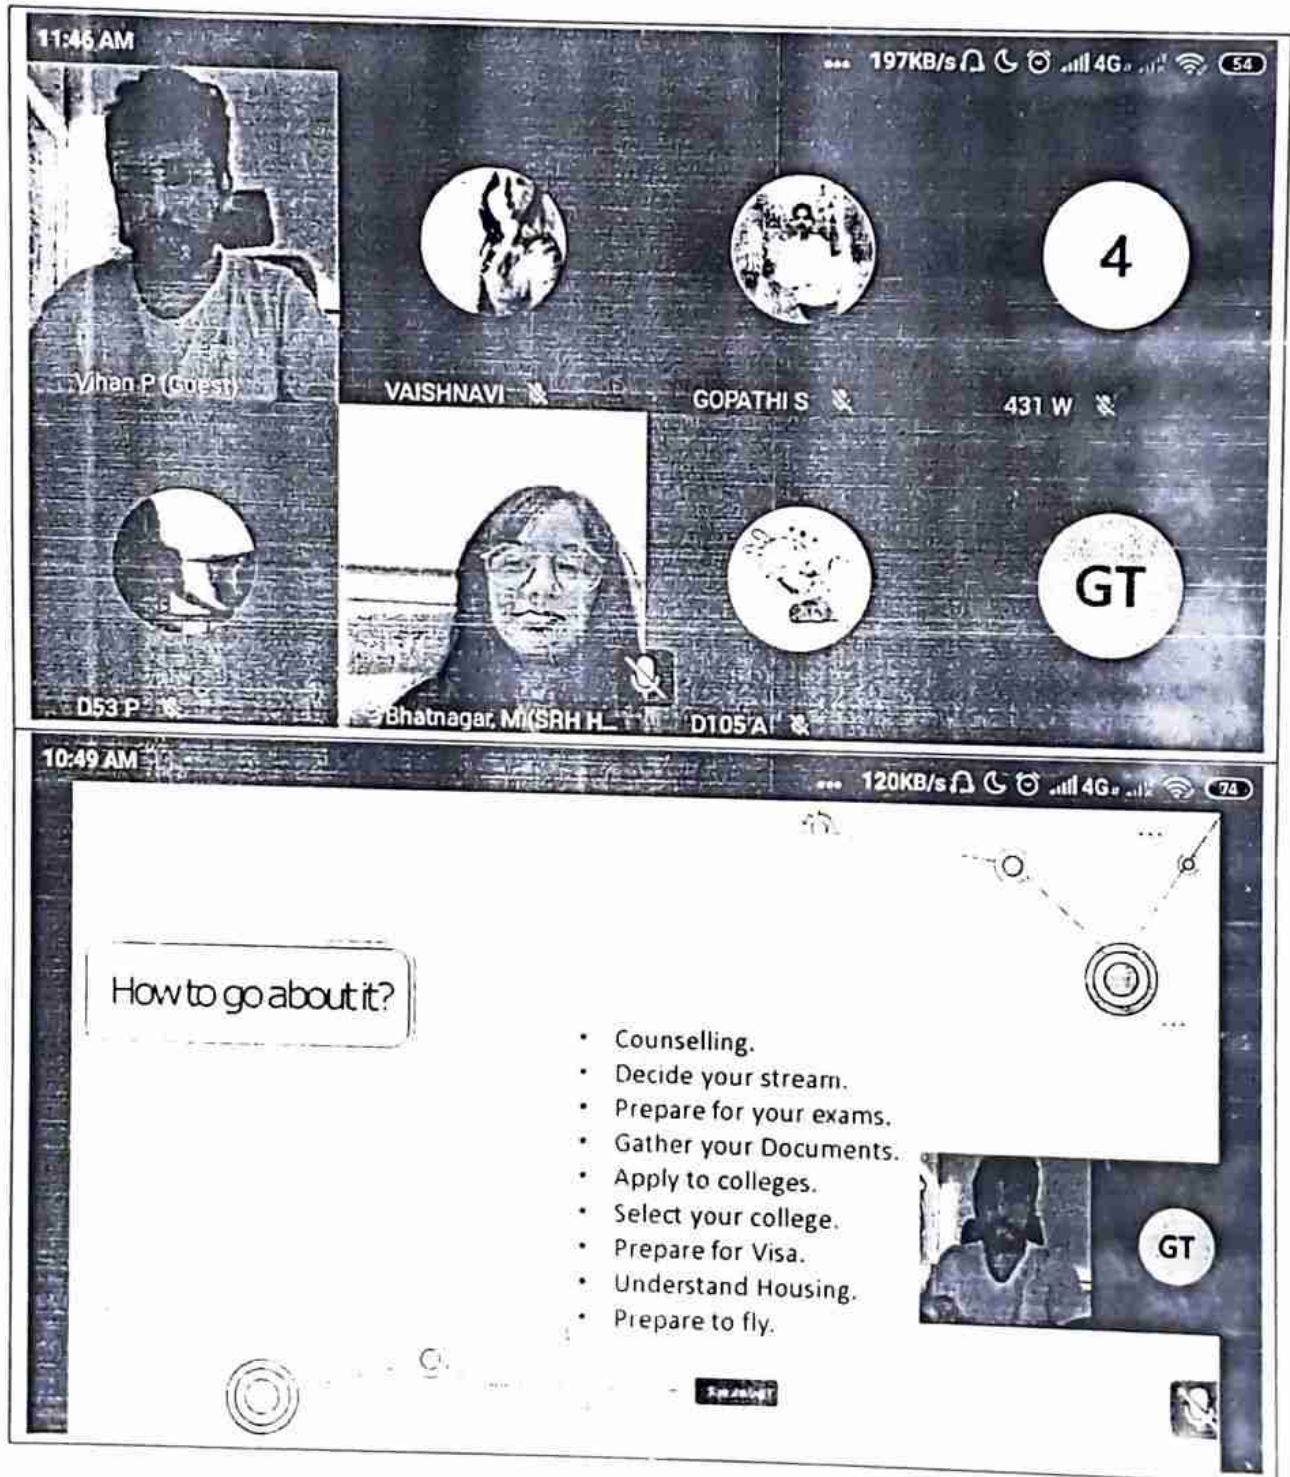 11:46 AM
197KB/s 4G 54
Vihan P (Guest)
VAISHNAVI
GOPATHI S
4
431 W
D53 P
Bhatnagar, M (SRH H...
D105 A
GT
10:49 AM
120KB/s 4G 74
How to go about it?
• Counselling.
• Decide your stream.
• Prepare for your exams.
• Gather your Documents.
• Apply to colleges.
• Select your college.
• Prepare for Visa.
• Understand Housing.
• Prepare to fly.
GT